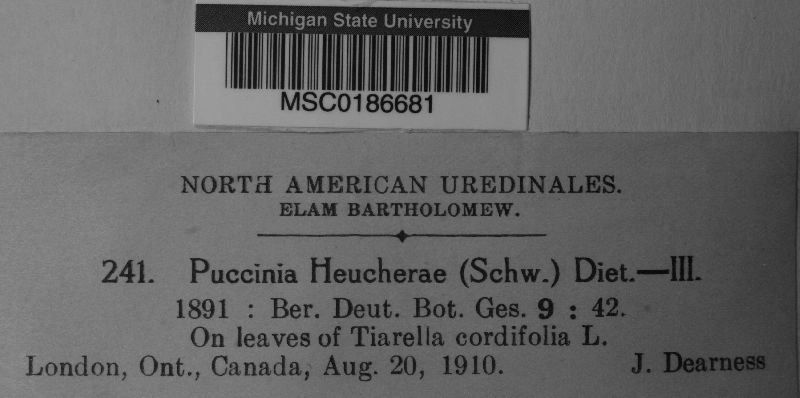 Michigan State University
MSC0186681
NORTH AMERICAN UREDINALES.
ELAM BARTHOLOMEW.
241. Puccinia Heucherae (Schw.) Diet.—III.
1891 : Ber. Deut. Bot. Ges. 9 : 42.
On leaves of Tiarella cordifolia L.
London, Ont., Canada, Aug. 20, 1910. J. Dearness